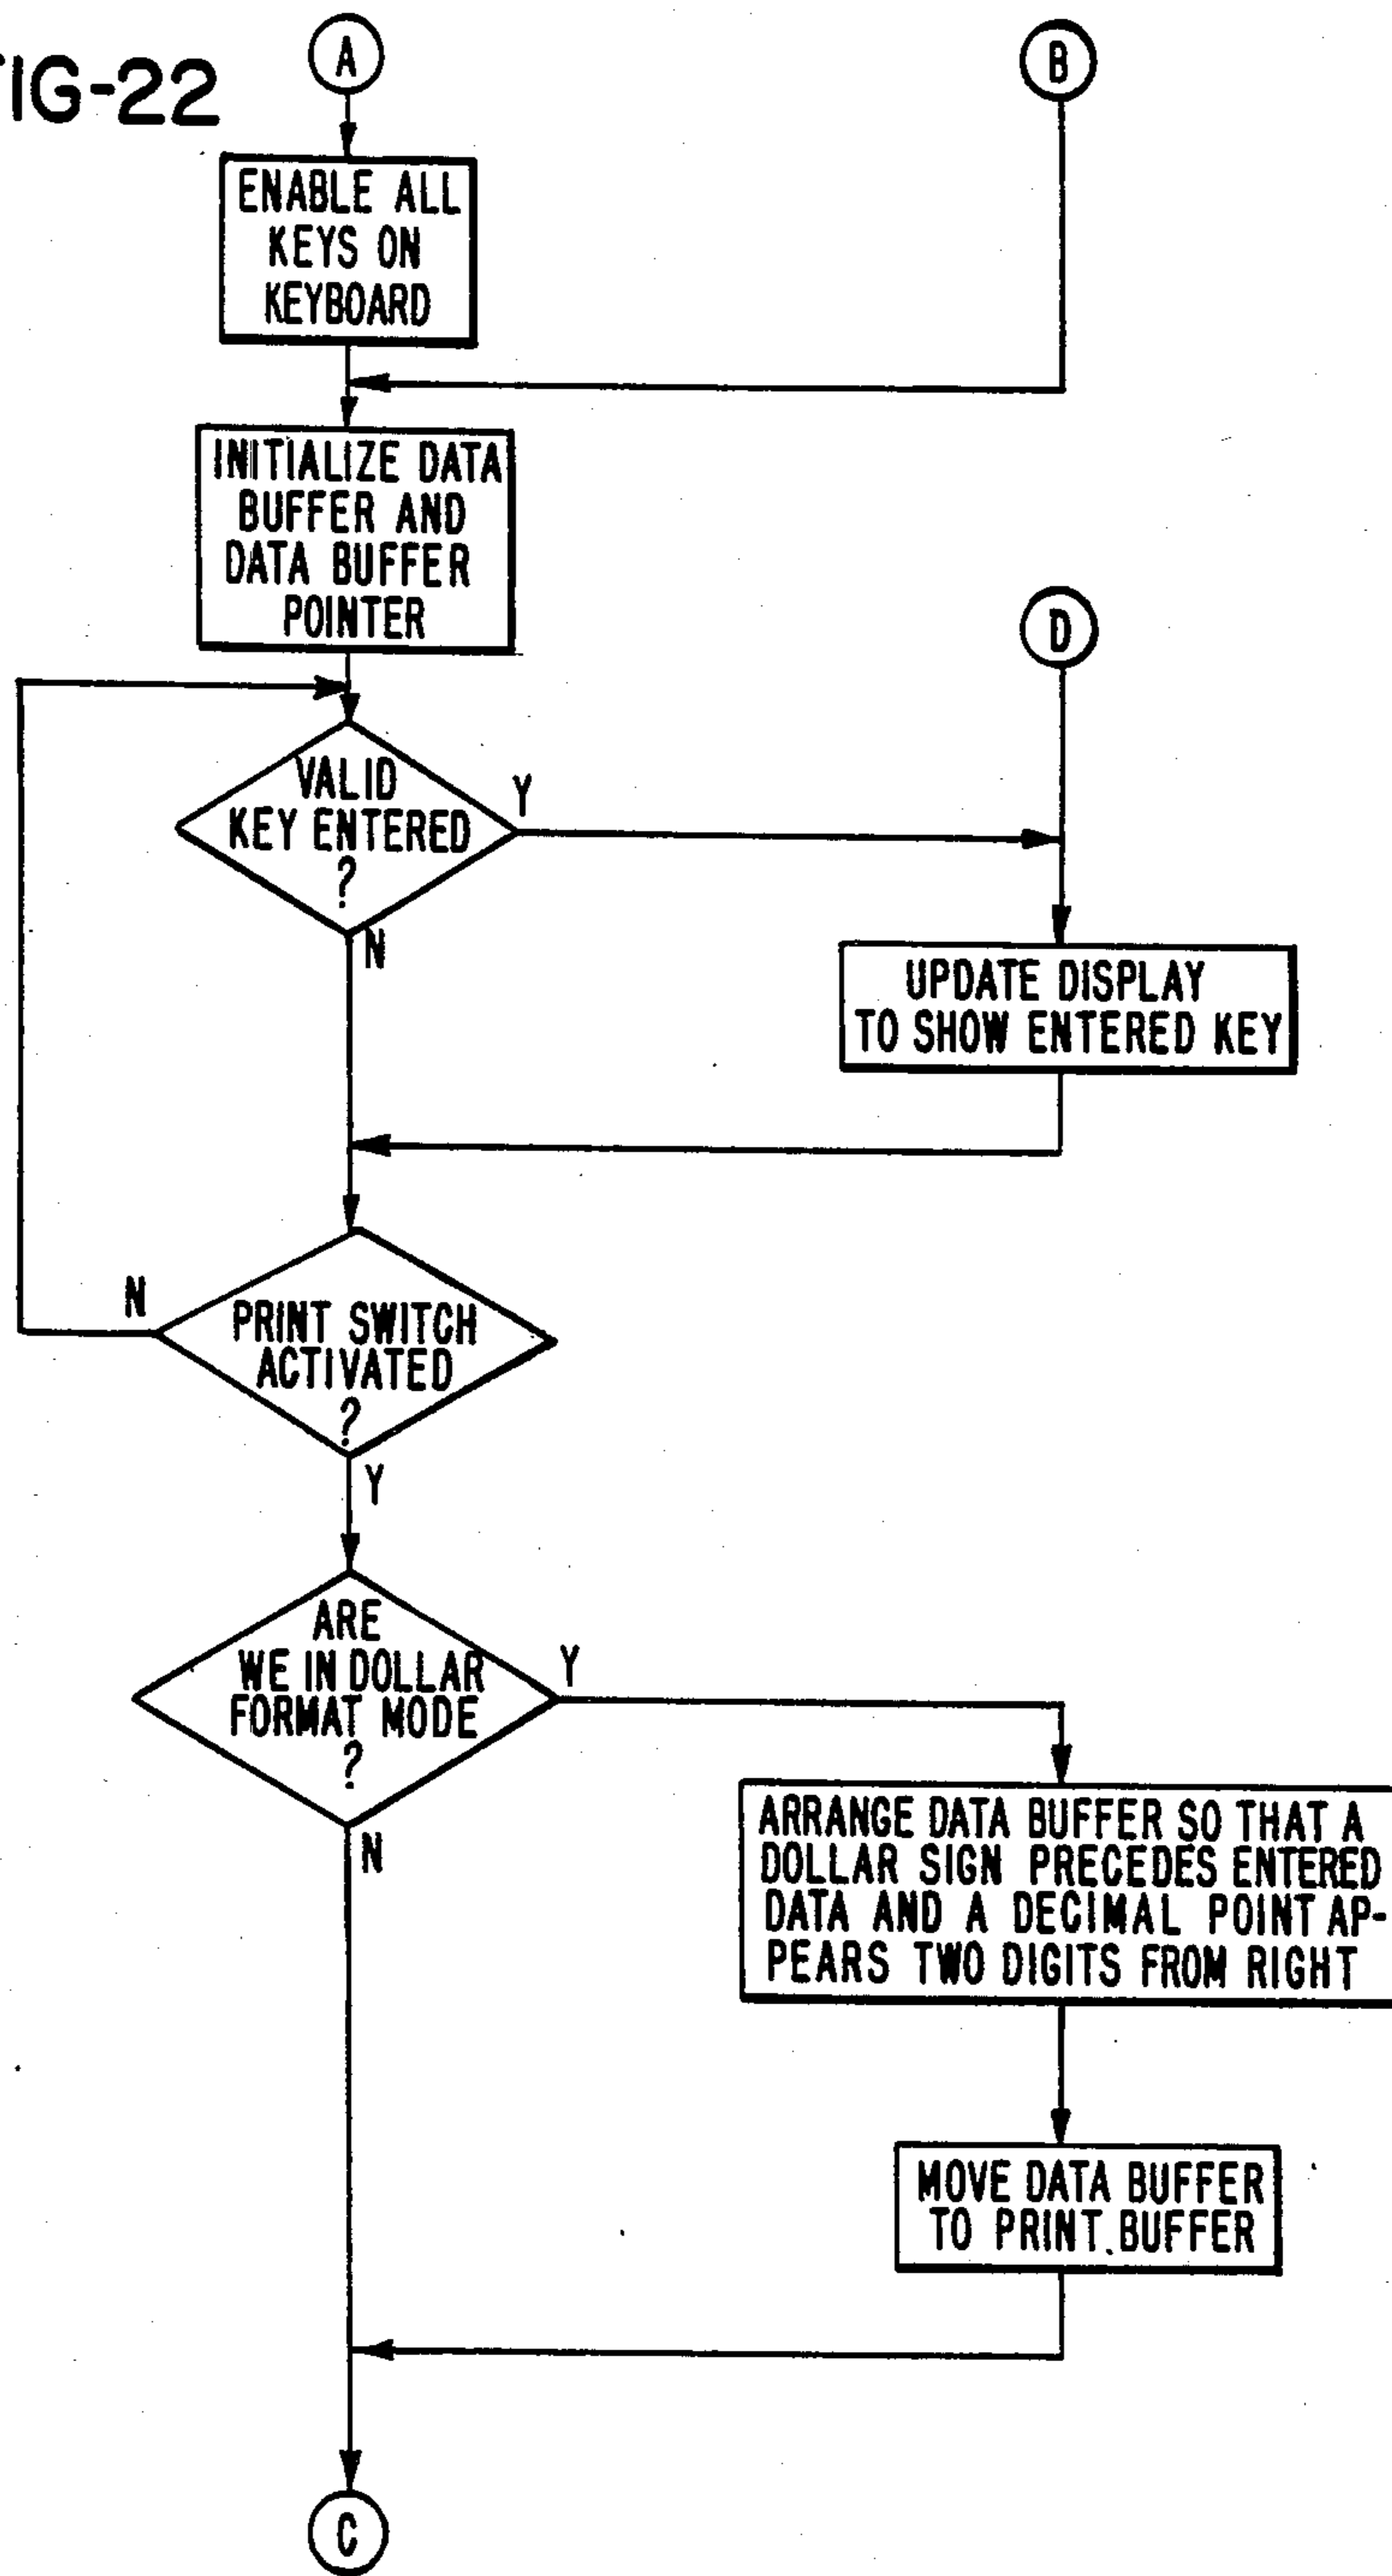 FIG-22
A
B
ENABLE ALL
KEYS ON
KEYBOARD
INITIALIZE DATA
BUFFER AND
DATA BUFFER
POINTER
D
VALID
KEY ENTERED
?
Y
N
UPDATE DISPLAY
TO SHOW ENTERED KEY
N
PRINT SWITCH
ACTIVATED
?
Y
ARE
WE IN DOLLAR
FORMAT MODE
?
Y
N
ARRANGE DATA BUFFER SO THAT A
DOLLAR SIGN PRECEDES ENTERED
DATA AND A DECIMAL POINT AP-
PEARS TWO DIGITS FROM RIGHT
MOVE DATA BUFFER
TO PRINT BUFFER
C